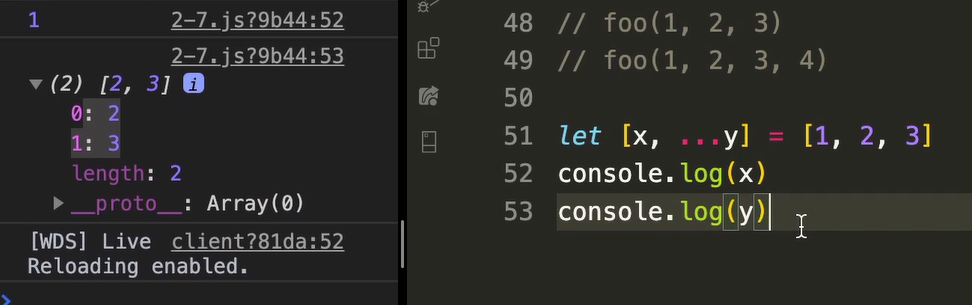 1 2-7.js?9b44:52
2-7.js?9b44:53
(2) [2, 3] i
0: 2
1: 3
length: 2
__proto__: Array(0)
[WDS] Live client?81da:52
Reloading enabled.
48 // foo(1, 2, 3)
49 // foo(1, 2, 3, 4)
50
51 let [x, ...y] = [1, 2, 3]
52 console.log(x)
53 console.log(y)